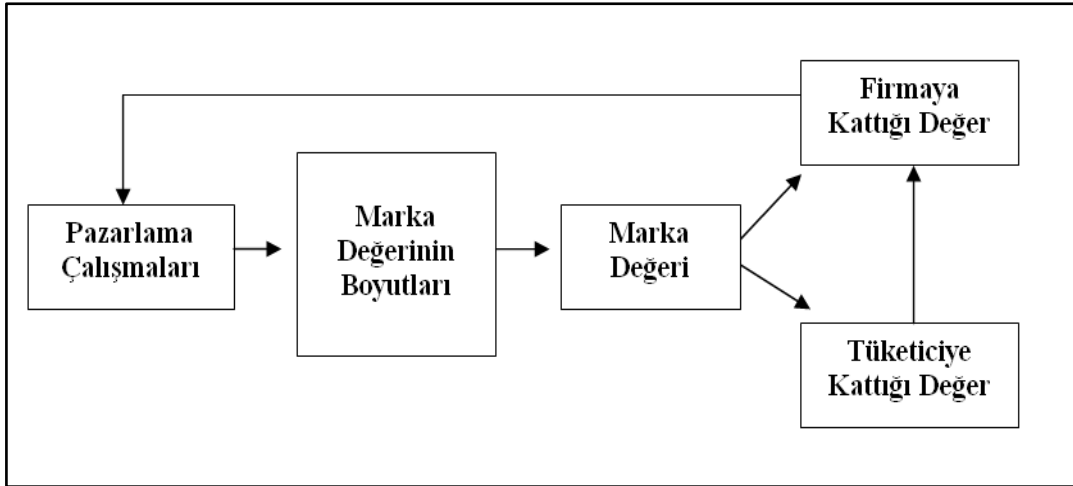 Firmaya
Kattığı Değer
Pazarlama
Çalışmaları
Marka
Değerinin
Boyutları
Marka
Değeri
Tüketiciye
Kattığı Değer